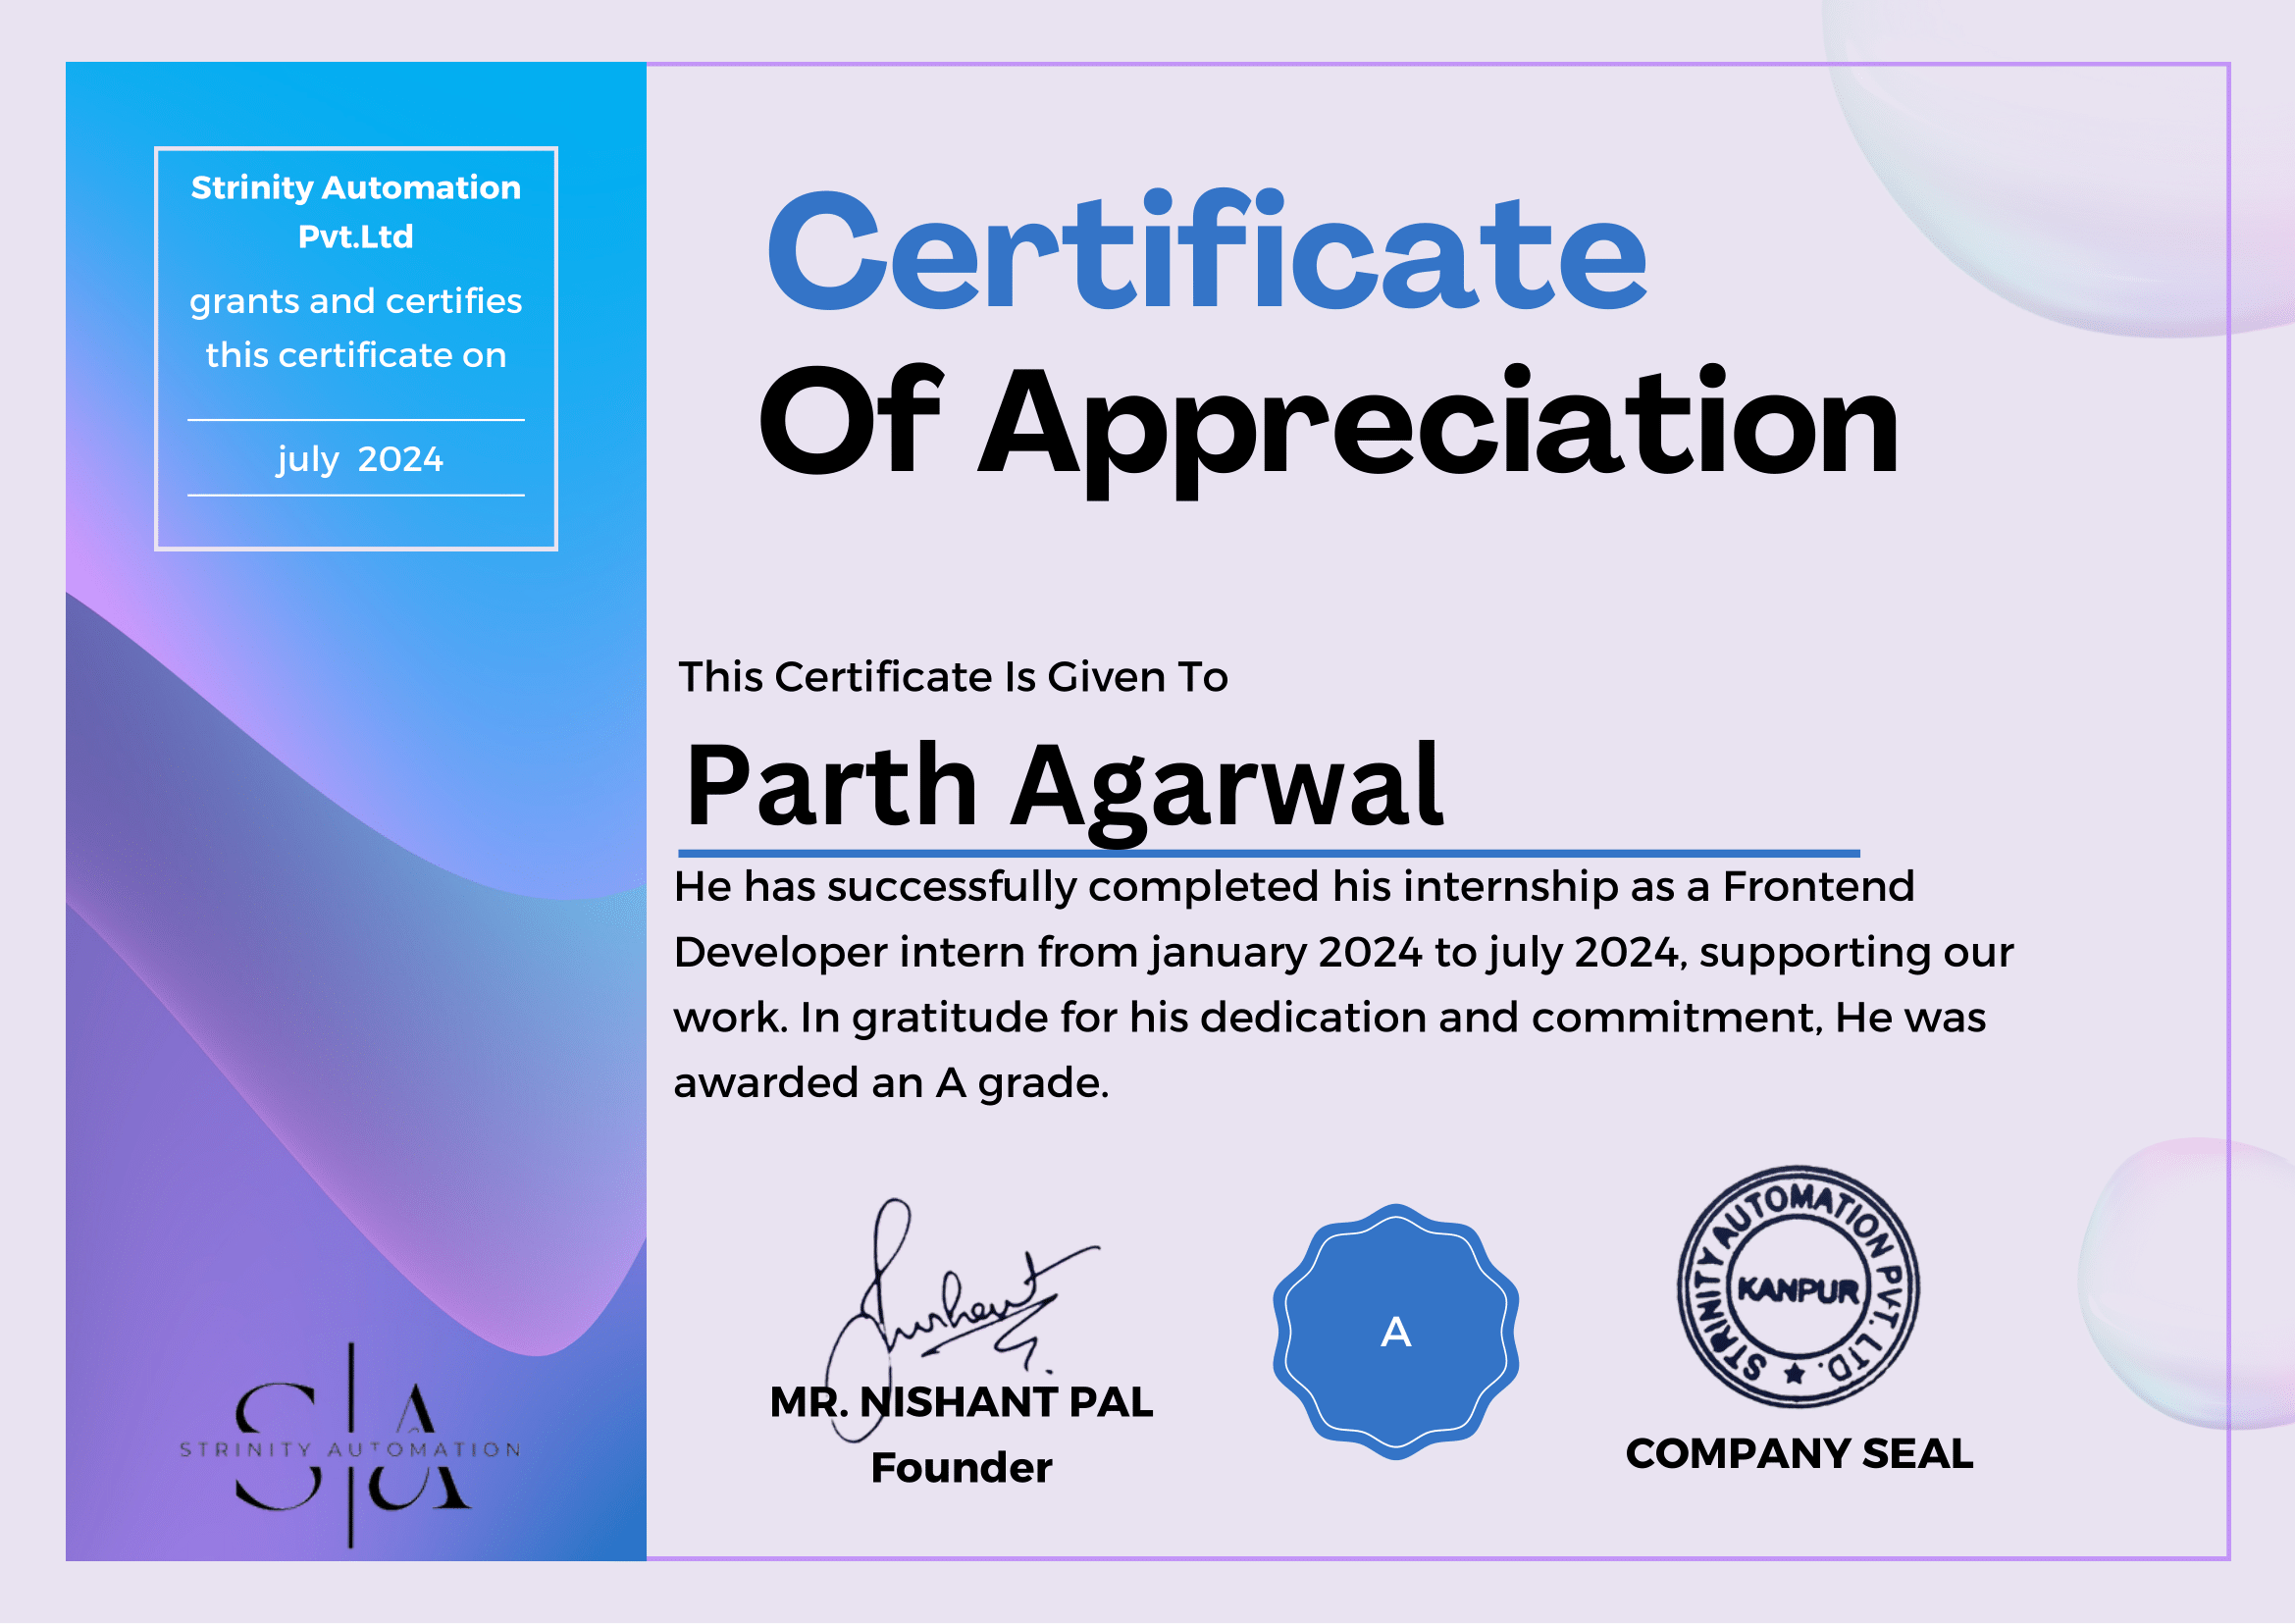 Strinity Automation
Pvt.Ltd
grants and certifies
this certificate on
july 2024
Certificate
Of Appreciation
This Certificate Is Given To
Parth Agarwal
He has successfully completed his internship as a Frontend
Developer intern from january 2024 to july 2024, supporting our
work. In gratitude for his dedication and commitment, He was
awarded an A grade.
Nishant
MR. NISHANT PAL
Founder
A
STRINITY AUTOMATION PVT. LTD.
KANPUR
COMPANY SEAL
S A
STRINITY AUTOMATION